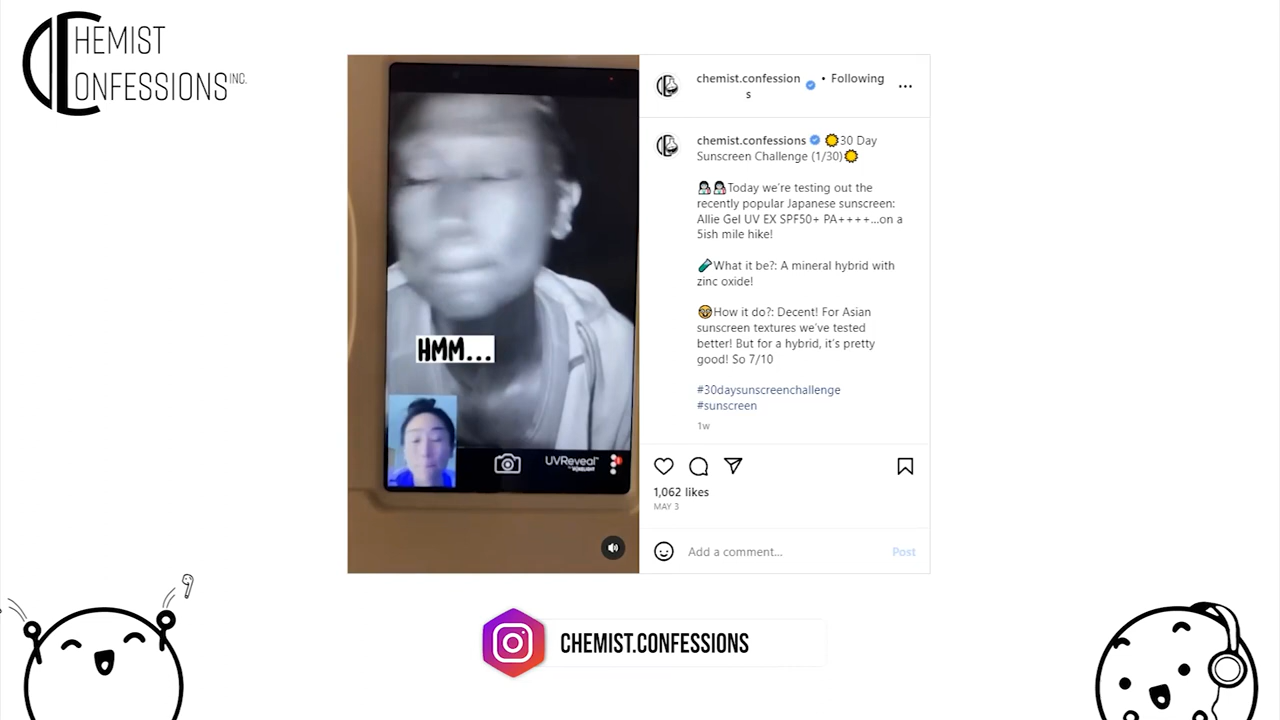 CHEMIST
CONFESSIONS INC.
chemist.confession
s
• Following
chemist.confessions 30 Day
Sunscreen Challenge (1/30)
Today we're testing out the
recently popular Japanese sunscreen:
Allie Gel UV EX SPF50+ PA++++...on a
5ish mile hike!
What it be?: A mineral hybrid with
zinc oxide!
How it do?: Decent! For Asian
sunscreen textures we've tested
better! But for a hybrid, it's pretty
good! So 7/10
#30daysunscreenchallenge
#sunscreen
1w
HMM...
UVReveal™
1,062 likes
MAY 3
Add a comment...
Post
CHEMIST.CONFESSIONS